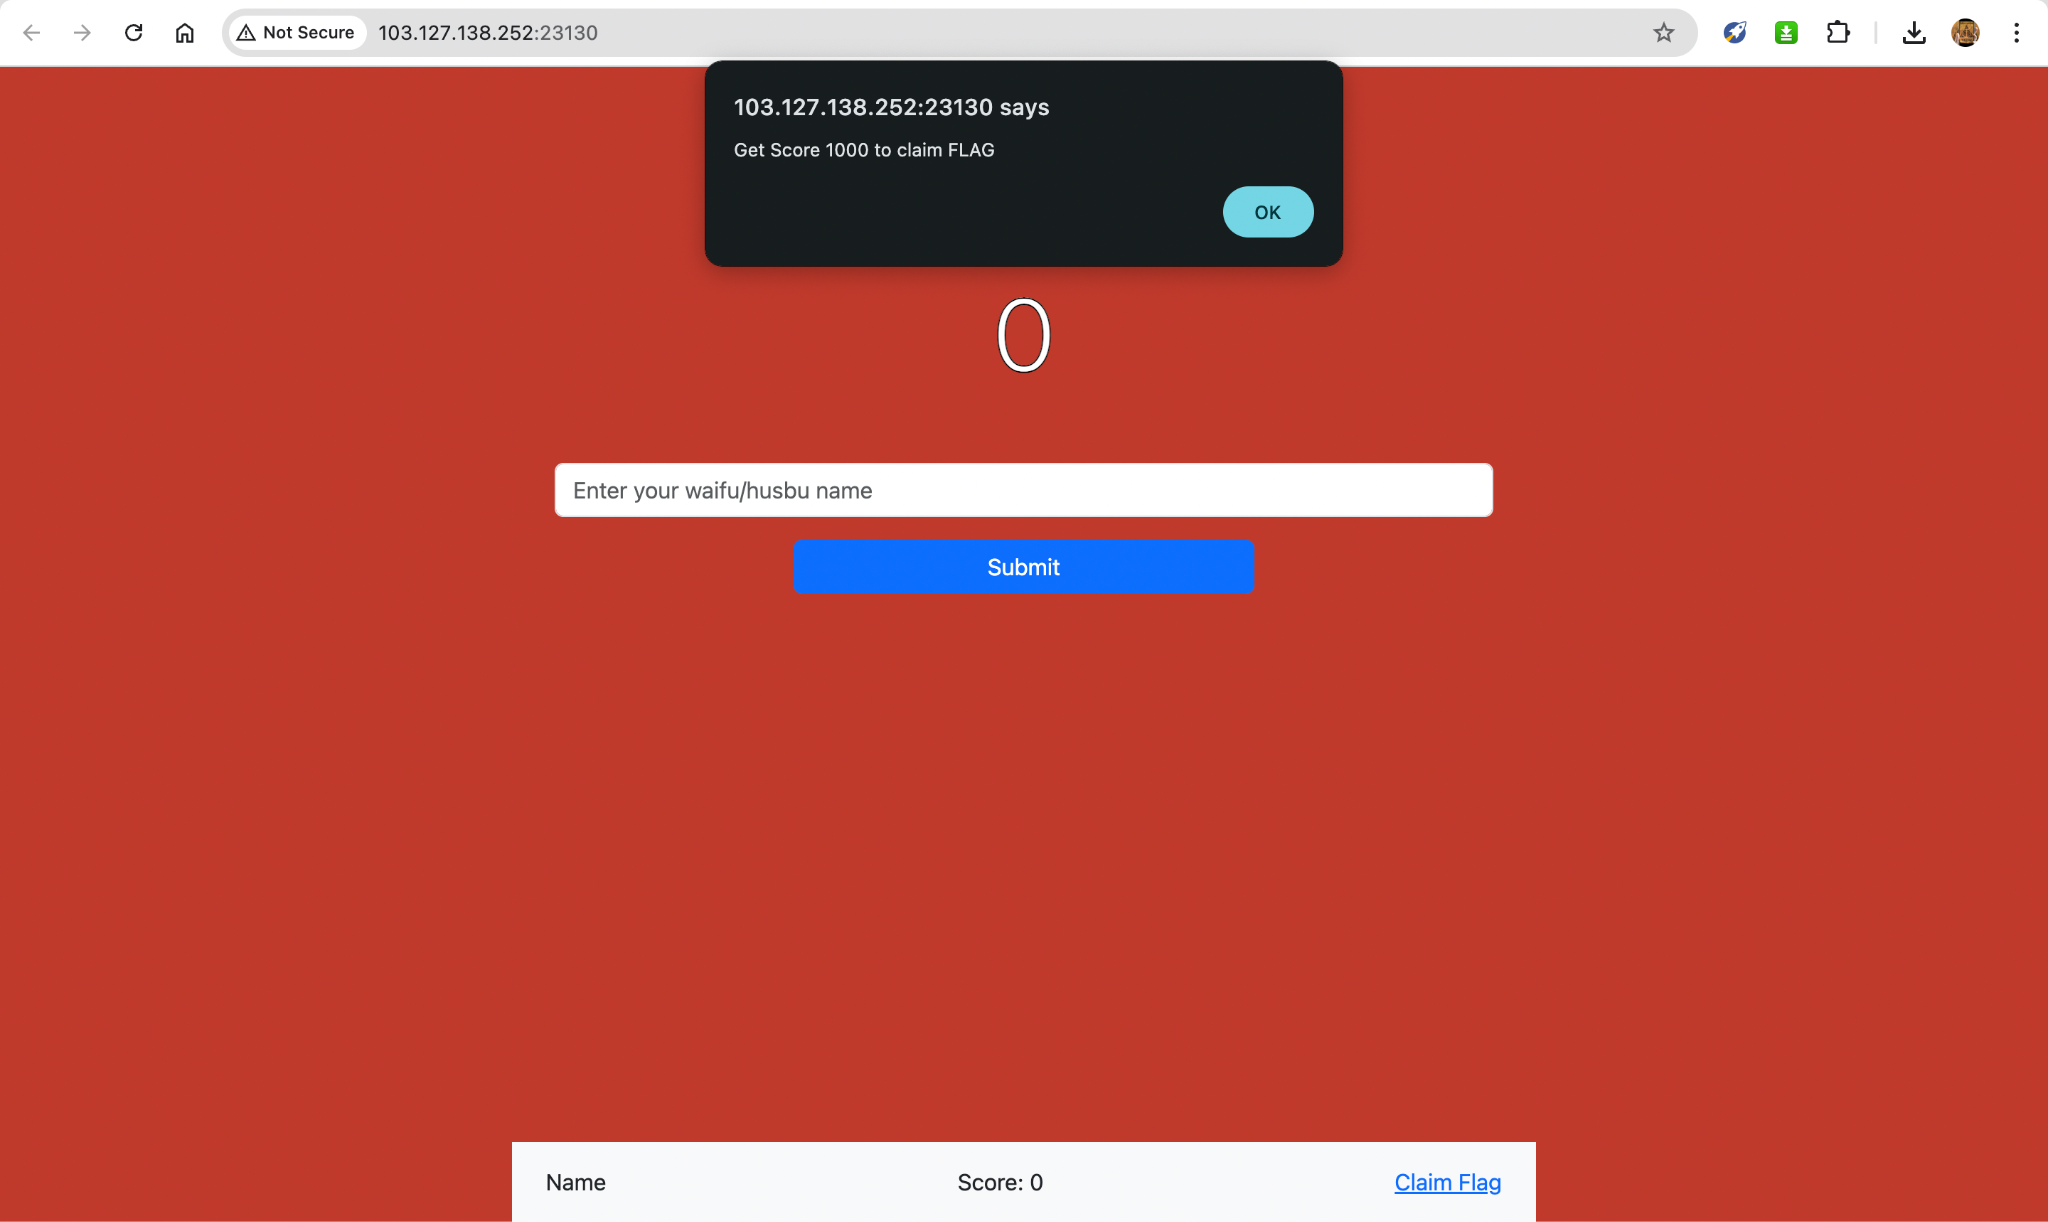 Not Secure 103.127.138.252:23130
103.127.138.252:23130 says
Get Score 1000 to claim FLAG
OK
0
Enter your waifu/husbu name
Submit
Name Score: 0 Claim Flag